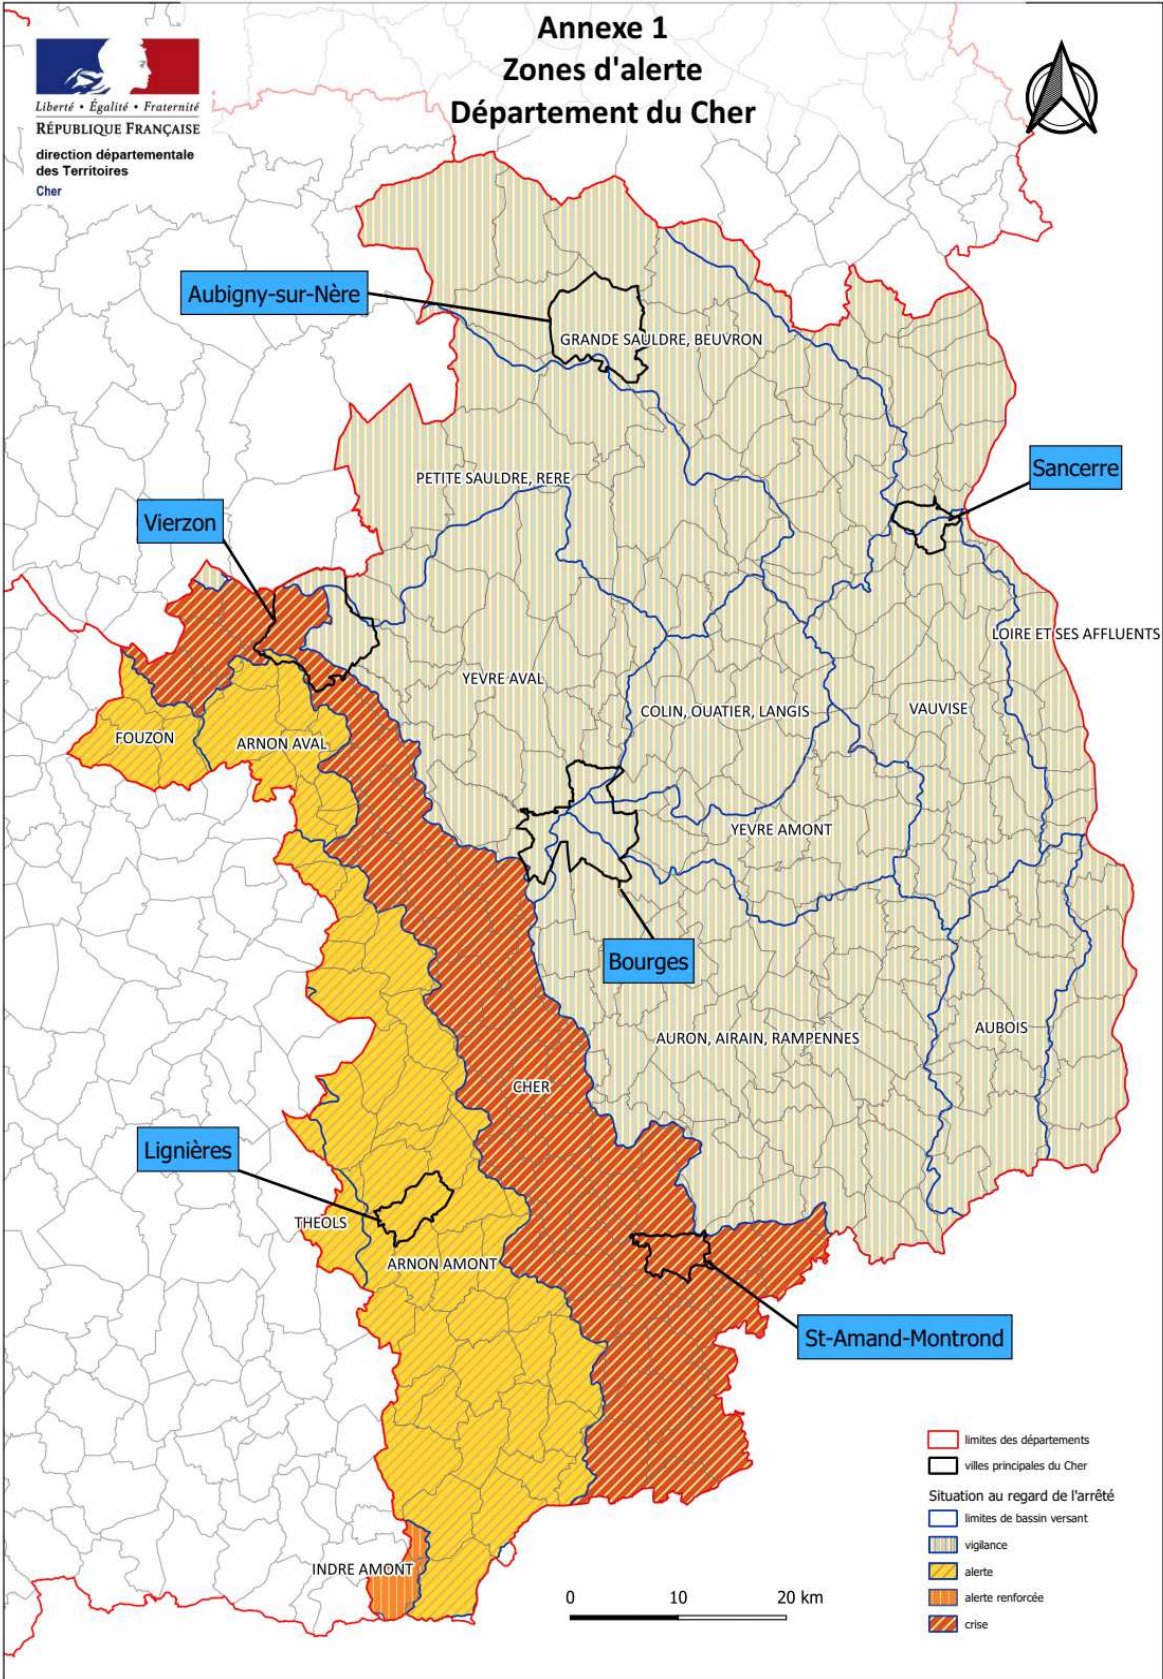 Annexe 1
Zones d'alerte
Département du Cher
Liberté • Égalité • Fraternité
RÉPUBLIQUE FRANÇAISE
direction départementale
des Territoires
Cher
Aubigny-sur-Nère
GRANDE SAULDRE, BEUVRON
Sancerre
PETITE SAULDRE, RERE
Vierzon
LOIRE ET SES AFFLUENTS
YEVRE AVAL
COLIN, OUATIER, LANGIS
VAUVISE
FOUZON
ARNON AVAL
YEVRE AMONT
Bourges
AURON, AIRAIN, RAMPENNES
AUBOIS
CHER
Lignières
THEOLS
ARNON AMONT
St-Amand-Montrond
INDRE AMONT
limites des départements
villes principales du Cher
Situation au regard de l'arrêté
limites de bassin versant
vigilance
alerte
alerte renforcée
crise
0 10 20 km